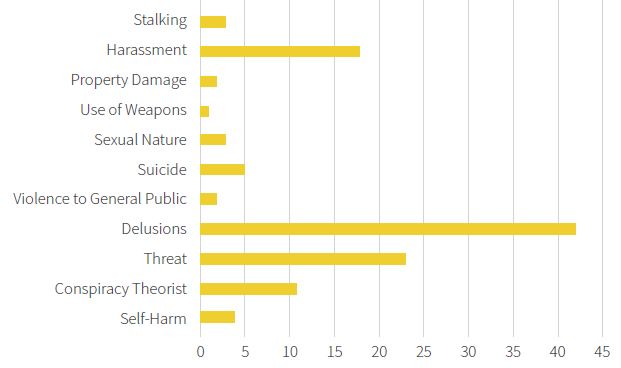 Stalking
Harassment
Property Damage
Use of Weapons
Sexual Nature
Suicide
Violence to General Public
Delusions
Threat
Conspiracy Theorist
Self-Harm
0 5 10 15 20 25 30 35 40 45